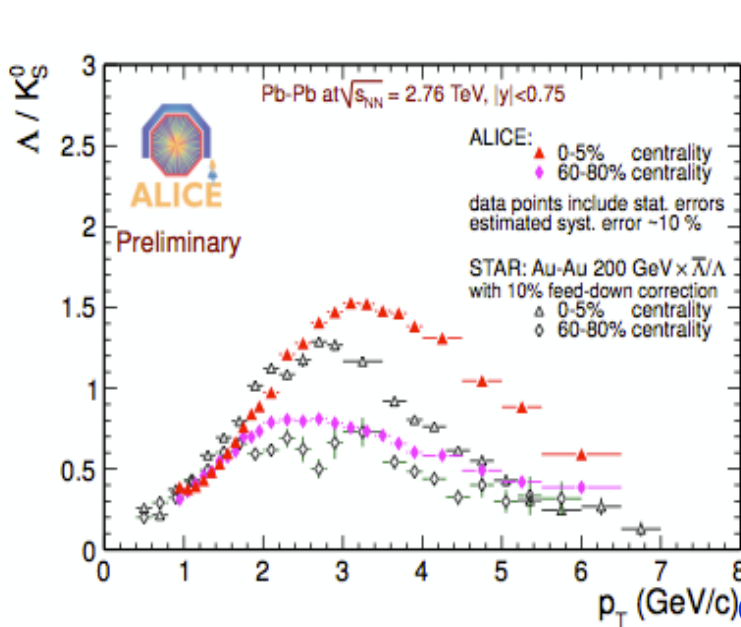 Λ / K⁰_S
3
2.5
2
1.5
1
0.5
0
Pb-Pb at √s_NN = 2.76 TeV, |y|<0.75
ALICE
Preliminary
ALICE:
0-5% centrality
60-80% centrality
data points include stat. errors
estimated syst. error ~10 %
STAR: Au-Au 200 GeV × Λ̅/Λ
with 10% feed-down correction
0-5% centrality
60-80% centrality
0 1 2 3 4 5 6 7 8
p_T (GeV/c)